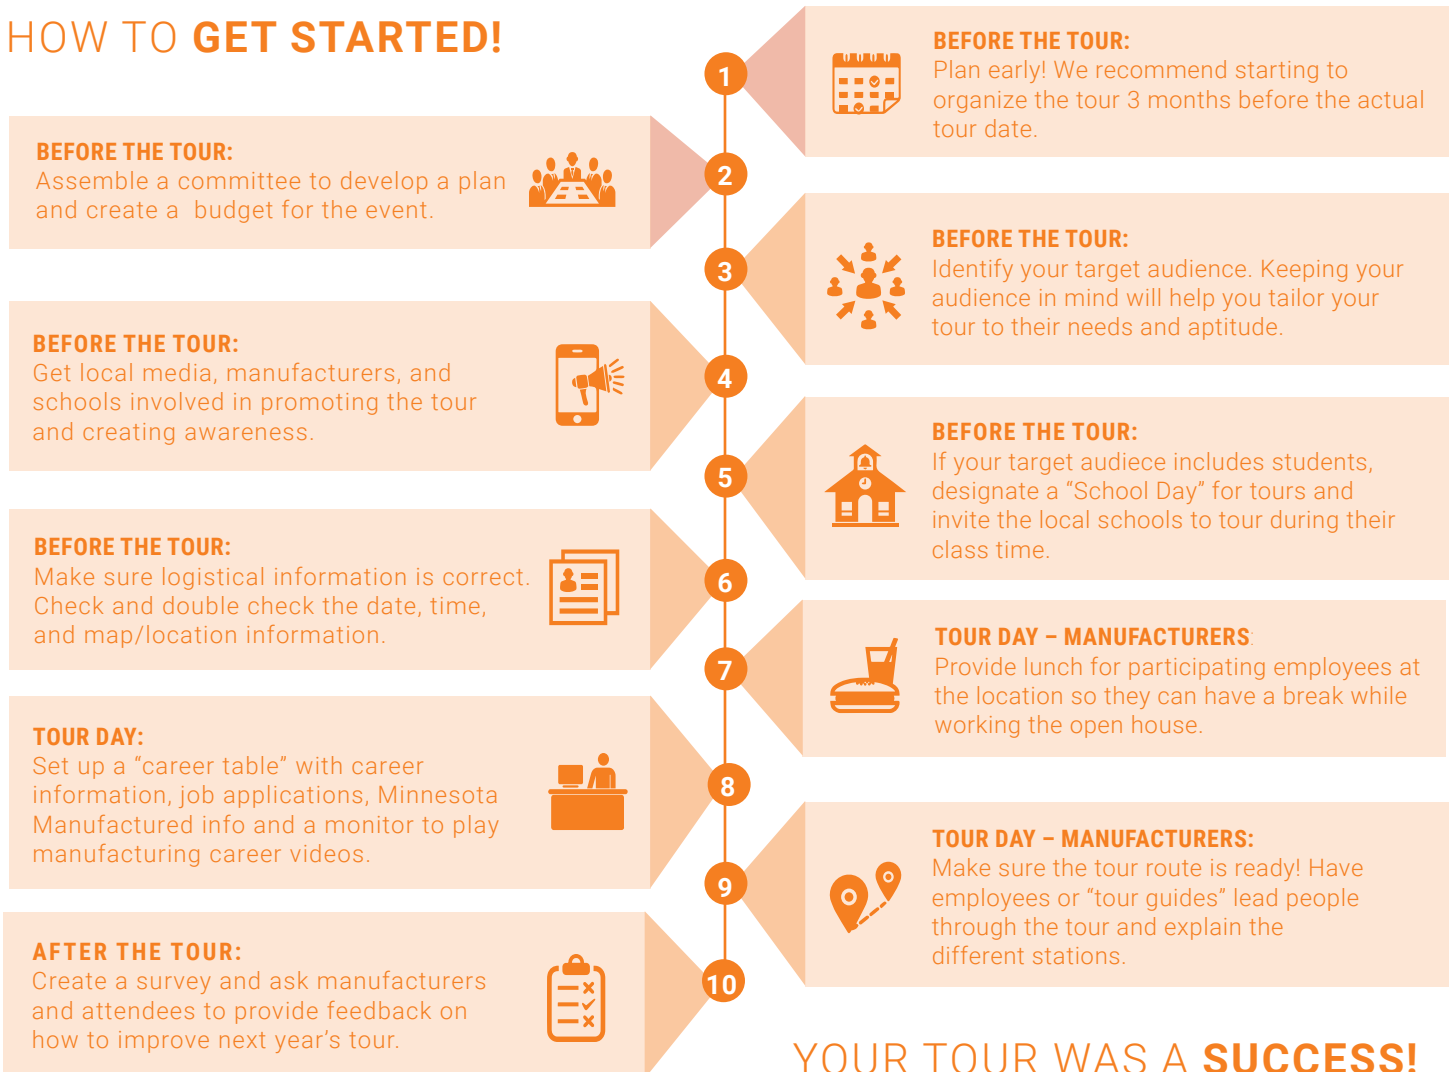 HOW TO GET STARTED!
1
BEFORE THE TOUR:
Plan early! We recommend starting to
organize the tour 3 months before the actual
tour date.
BEFORE THE TOUR:
Assemble a committee to develop a plan
and create a budget for the event.
2
3
BEFORE THE TOUR:
Identify your target audience. Keeping your
audience in mind will help you tailor your
tour to their needs and aptitude.
BEFORE THE TOUR:
Get local media, manufacturers, and
schools involved in promoting the tour
and creating awareness.
4
5
BEFORE THE TOUR:
If your target audiece includes students,
designate a “School Day” for tours and
invite the local schools to tour during their
class time.
BEFORE THE TOUR:
Make sure logistical information is correct.
Check and double check the date, time,
and map/location information.
6
7
TOUR DAY – MANUFACTURERS:
Provide lunch for participating employees at
the location so they can have a break while
working the open house.
TOUR DAY:
Set up a “career table” with career
information, job applications, Minnesota
Manufactured info and a monitor to play
manufacturing career videos.
8
9
TOUR DAY – MANUFACTURERS:
Make sure the tour route is ready! Have
employees or “tour guides” lead people
through the tour and explain the
different stations.
AFTER THE TOUR:
Create a survey and ask manufacturers
and attendees to provide feedback on
how to improve next year’s tour.
10
YOUR TOUR WAS A SUCCESS!